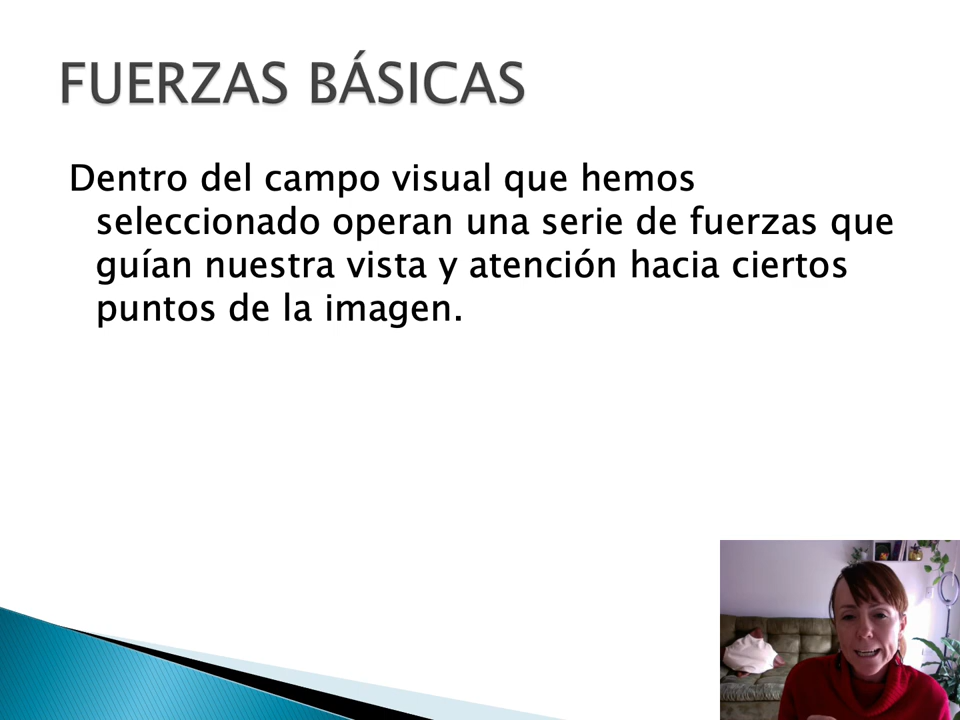 FUERZAS BÁSICAS
Dentro del campo visual que hemos
seleccionado operan una serie de fuerzas que
guían nuestra vista y atención hacia ciertos
puntos de la imagen.